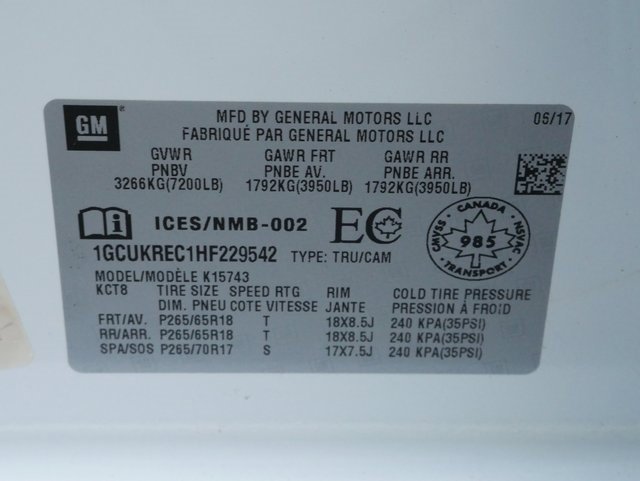 GM
MFD BY GENERAL MOTORS LLC 06/17
FABRIQUÉ PAR GENERAL MOTORS LLC
GVWR GAWR FRT GAWR RR
PNBV PNBE AV. PNBE ARR.
3266KG(7200LB) 1792KG(3950LB) 1792KG(3950LB)
ICES/NMB-002 EC
CANADA
CMVSS 985 NSVAC
TRANSPORT
1GCUKREC1HF229542 TYPE: TRU/CAM
MODEL/MODÈLE K15743
KCT8 TIRE SIZE SPEED RTG RIM COLD TIRE PRESSURE
DIM. PNEU COTE VITESSE JANTE PRESSION À FROID
FRT/AV. P265/65R18 T 18X8.5J 240 KPA(35PSI)
RR/ARR. P265/65R18 T 18X8.5J 240 KPA(35PSI)
SPA/SOS P265/70R17 S 17X7.5J 240 KPA(35PSI)